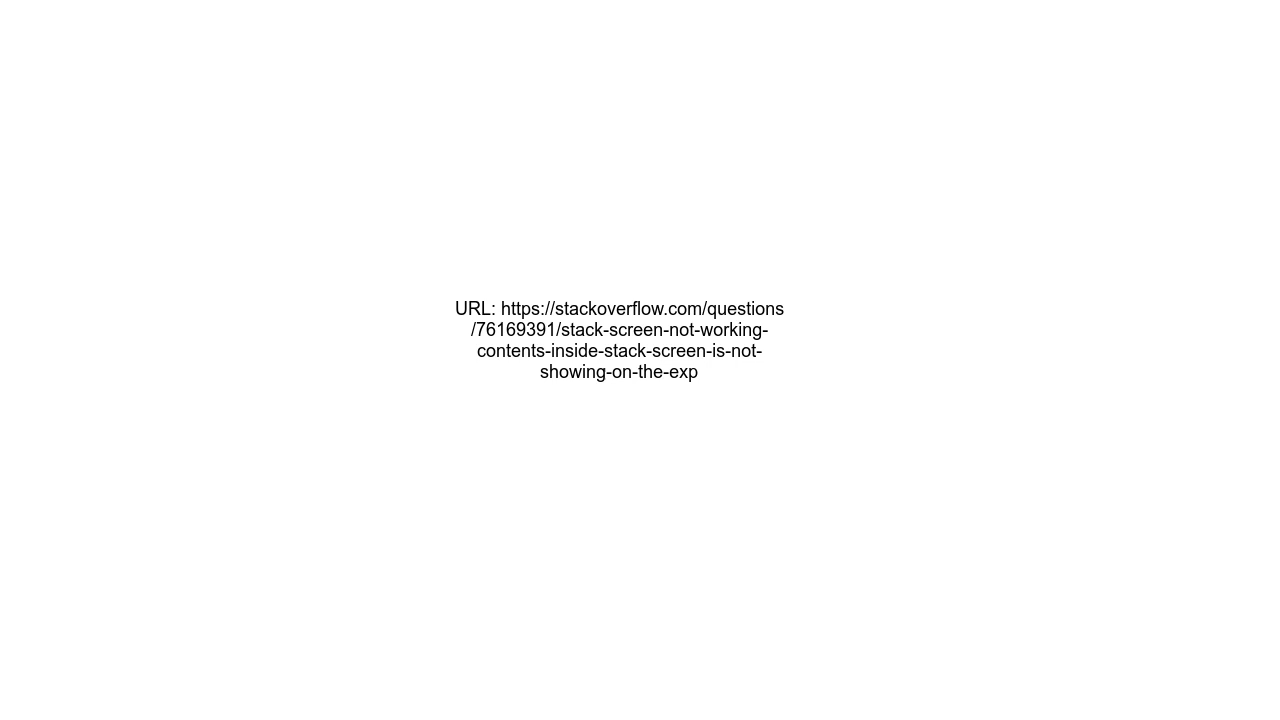 URL: https://stackoverflow.com/questions
/76169391/stack-screen-not-working-
contents-inside-stack-screen-is-not-
showing-on-the-exp